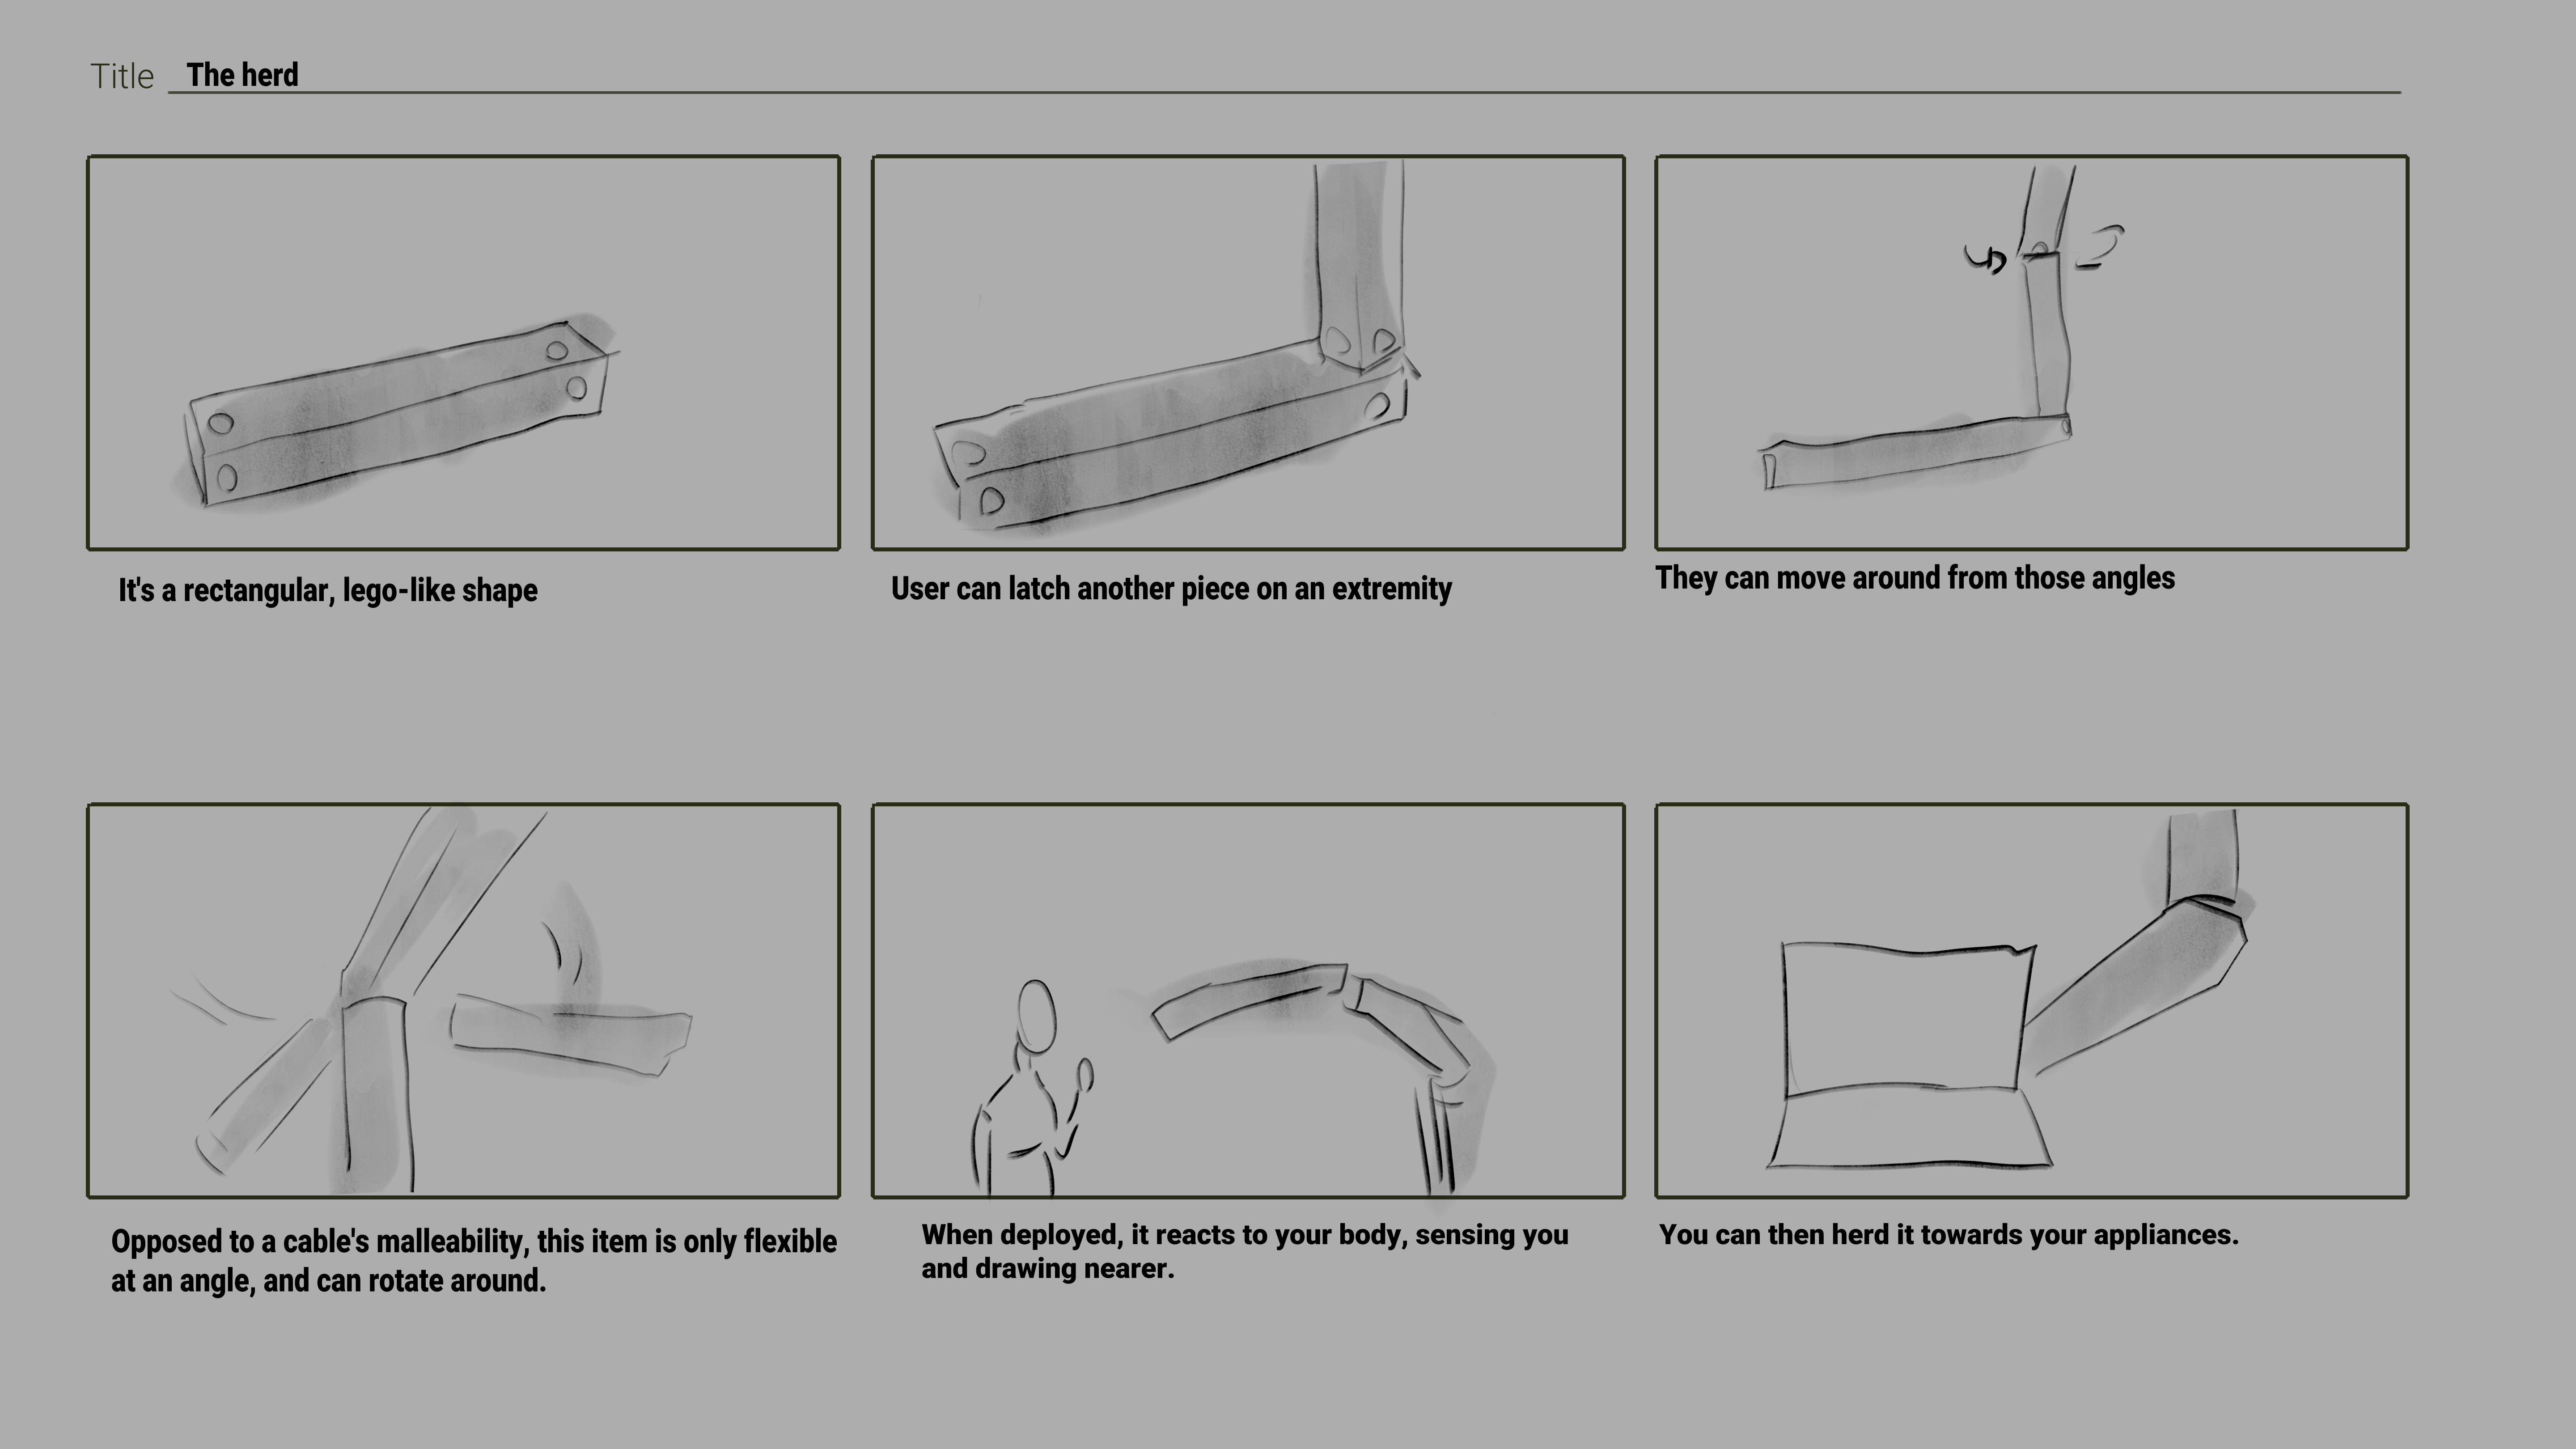 Title The herd
It's a rectangular, lego-like shape
User can latch another piece on an extremity
They can move around from those angles
Opposed to a cable's malleability, this item is only flexible
at an angle, and can rotate around.
When deployed, it reacts to your body, sensing you
and drawing nearer.
You can then herd it towards your appliances.